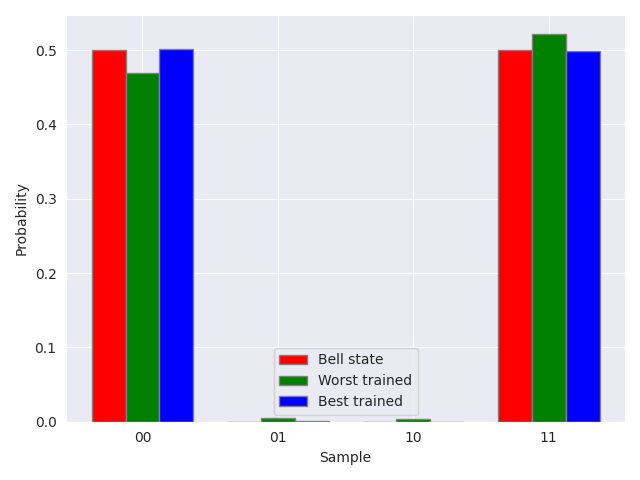 0.5
0.4
0.3
0.2
0.1
0.0
Probability
Bell state
Worst trained
Best trained
00 01 10 11
Sample